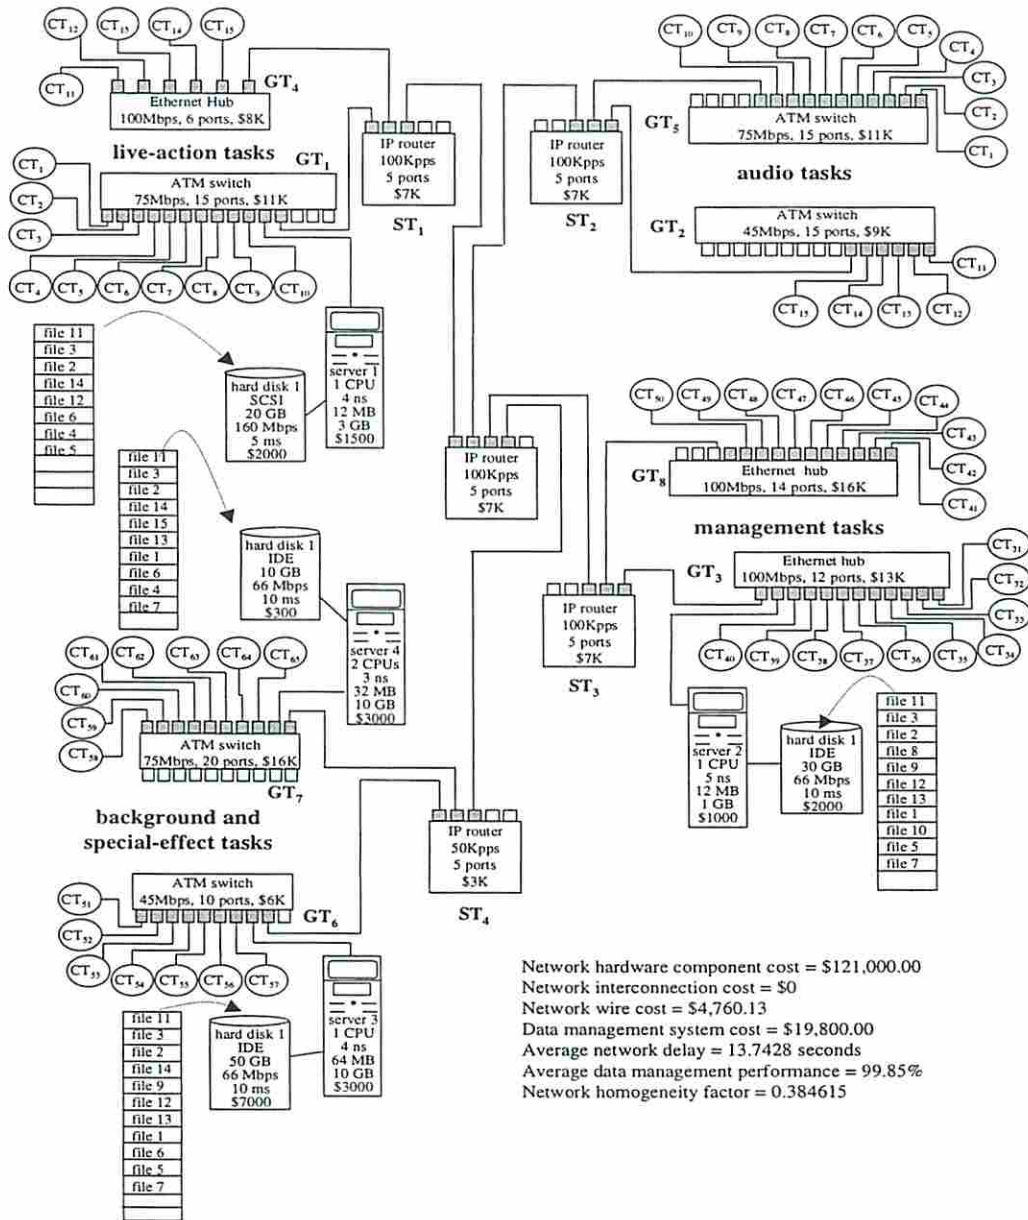 CT12
CT13
CT14
CT15
CT11
GT4
Ethernet Hub
100Mbps, 6 ports, $8K
live-action tasks
GT1
ATM switch
75Mbps, 15 ports, $11K
CT1
CT2
CT3
CT4
CT5
CT6
CT7
CT8
CT9
CT10
IP router
100Kpps
5 ports
$7K
ST1
IP router
100Kpps
5 ports
$7K
ST2
CT10
CT9
CT8
CT7
CT6
CT5
CT4
CT3
CT2
CT1
GT5
ATM switch
75Mbps, 15 ports, $11K
audio tasks
GT2
ATM switch
45Mbps, 15 ports, $9K
CT11
CT12
CT13
CT14
CT15
file 11
file 3
file 2
file 14
file 12
file 6
file 4
file 5
hard disk 1
SCSI
20 GB
160 Mbps
5 ms
$2000
server 1
1 CPU
4 ns
12 MB
3 GB
$1500
file 11
file 3
file 2
file 14
file 15
file 13
file 1
file 6
file 4
file 7
hard disk 1
IDE
10 GB
66 Mbps
10 ms
$300
server 4
2 CPUs
3 ns
32 MB
10 GB
$3000
IP router
100Kpps
5 ports
$7K
CT50
CT49
CT48
CT47
CT46
CT45
CT44
CT43
CT42
CT41
GT8
Ethernet hub
100Mbps, 14 ports, $16K
management tasks
GT3
Ethernet hub
100Mbps, 12 ports, $13K
CT31
CT32
CT33
CT34
CT35
CT36
CT37
CT38
CT39
CT40
IP router
100Kpps
5 ports
$7K
ST3
server 2
1 CPU
5 ns
12 MB
1 GB
$1000
hard disk 1
IDE
30 GB
66 Mbps
10 ms
$2000
file 11
file 3
file 2
file 8
file 9
file 12
file 13
file 1
file 10
file 5
file 7
CT61
CT62
CT63
CT64
CT65
CT60
CT59
CT58
ATM switch
75Mbps, 20 ports, $16K
GT7
background and
special-effect tasks
IP router
50Kpps
5 ports
$3K
ST4
ATM switch
45Mbps, 10 ports, $6K
GT6
CT51
CT52
CT53
CT54
CT55
CT56
CT57
file 11
file 3
file 2
file 14
file 9
file 12
file 13
file 1
file 6
file 5
file 7
hard disk 1
IDE
50 GB
66 Mbps
10 ms
$7000
server 3
1 CPU
4 ns
64 MB
10 GB
$3000
Network hardware component cost = $121,000.00
Network interconnection cost = $0
Network wire cost = $4,760.13
Data management system cost = $19,800.00
Average network delay = 13.7428 seconds
Average data management performance = 99.85%
Network homogeneity factor = 0.384615